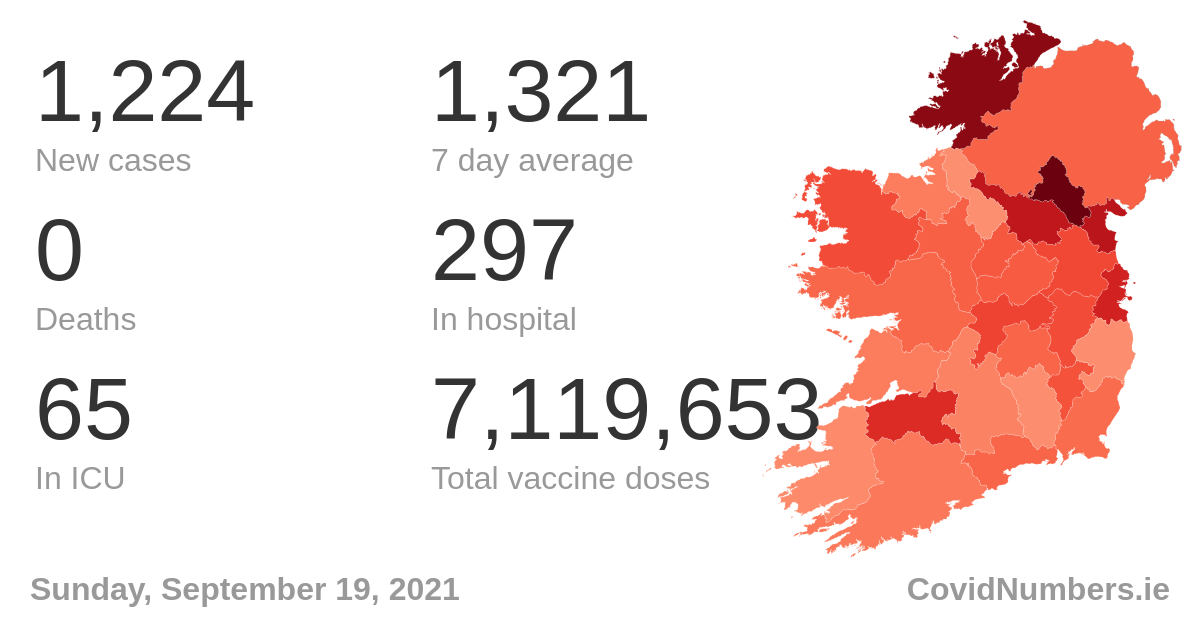 1,224
1,321
New cases
7 day average
0
297
Deaths
In hospital
65
7,119,653
In ICU
Total vaccine doses
Sunday, September 19, 2021
CovidNumbers.ie